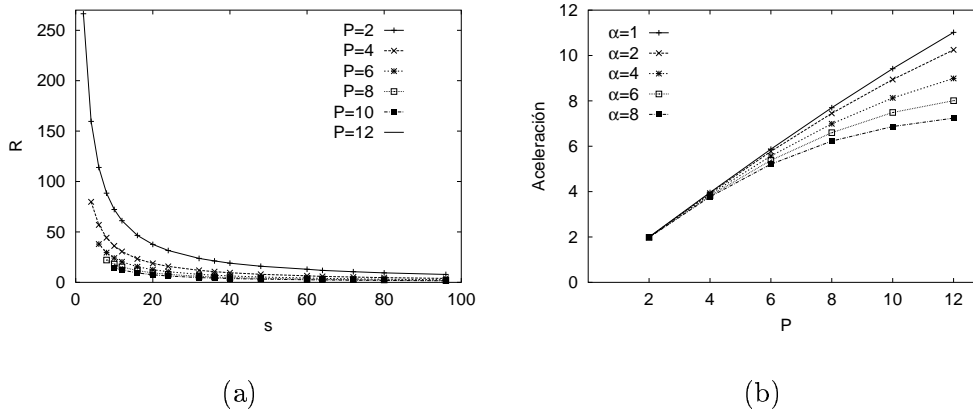 250
200
150
100
50
0
R
0 20 40 60 80 100
s
P=2
P=4
P=6
P=8
P=10
P=12
(a)
12
10
8
6
4
2
0
Aceleración
2 4 6 8 10 12
P
α=1
α=2
α=4
α=6
α=8
(b)